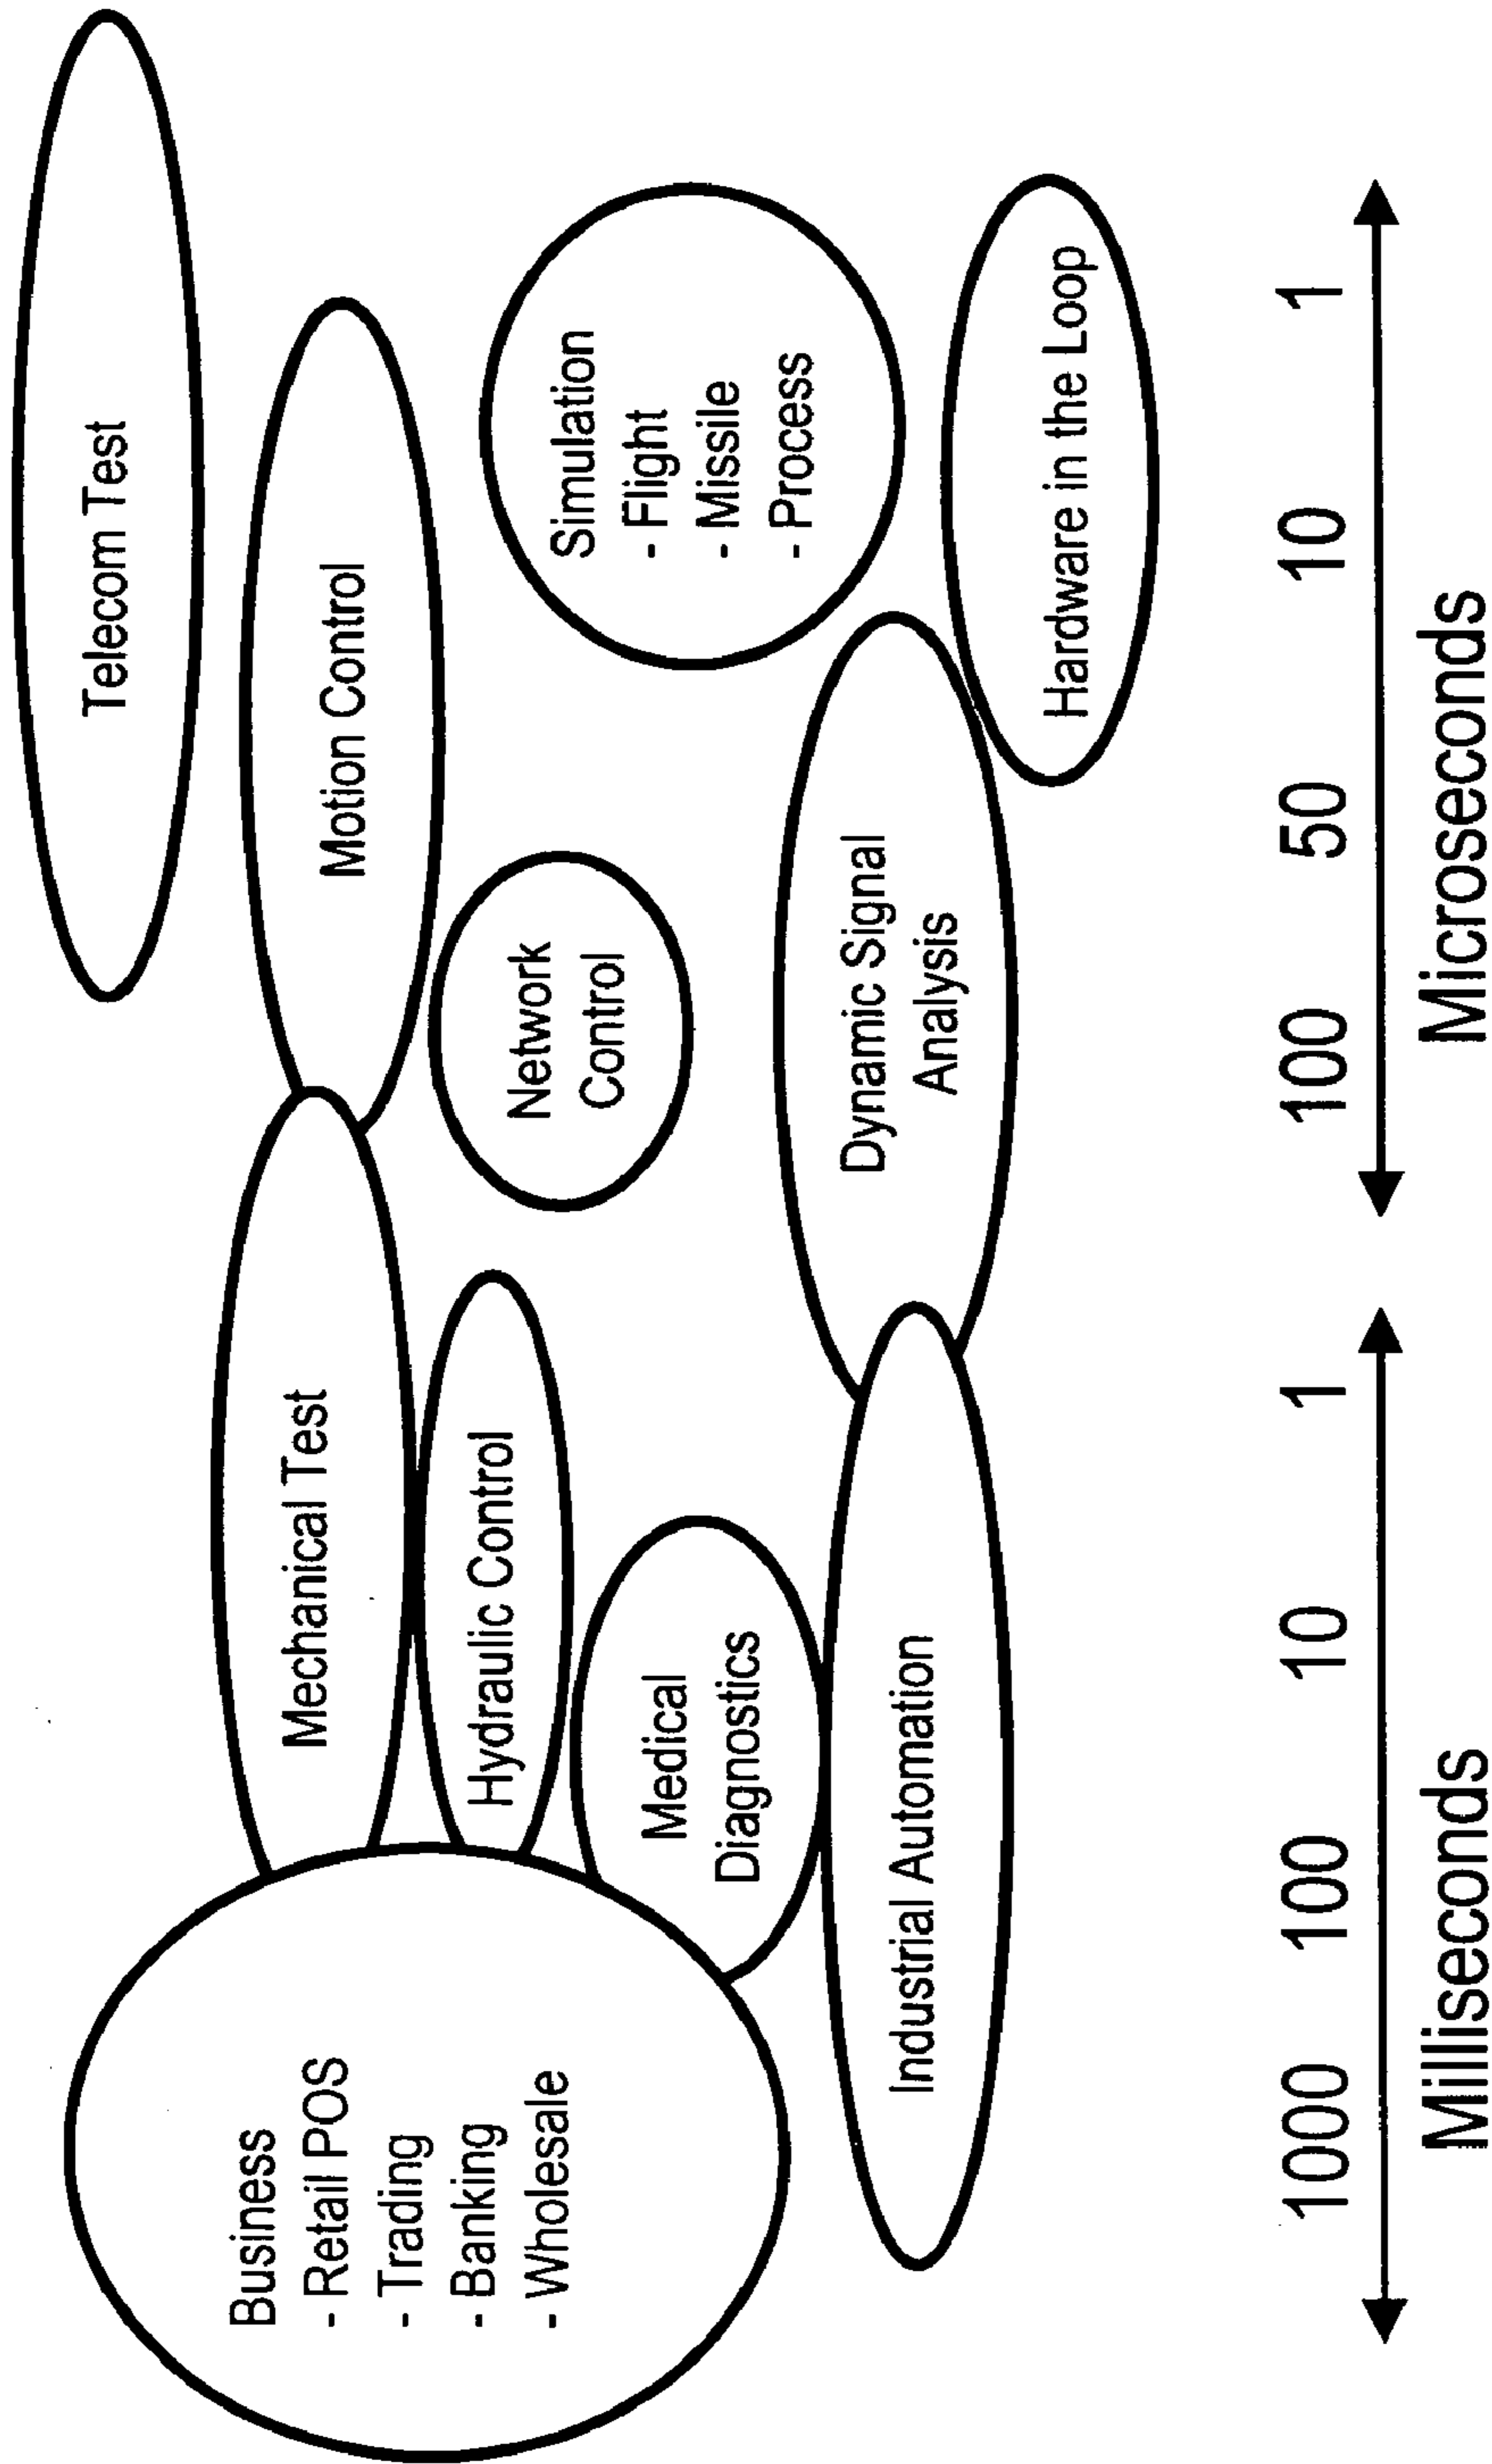 Telecom Test
Motion Control
Mechanical Test
Business
- Retail POS
- Trading
- Banking
- Wholesale
Hydraulic Control
Network
Control
Simulation
- Flight
- Missile
- Process
Medical
Diagnostics
Dynamic Signal
Analysis
Industrial Automation
Hardware in the Loop
1000 100 10 1 100 50 10 1
Milliseconds Microseconds